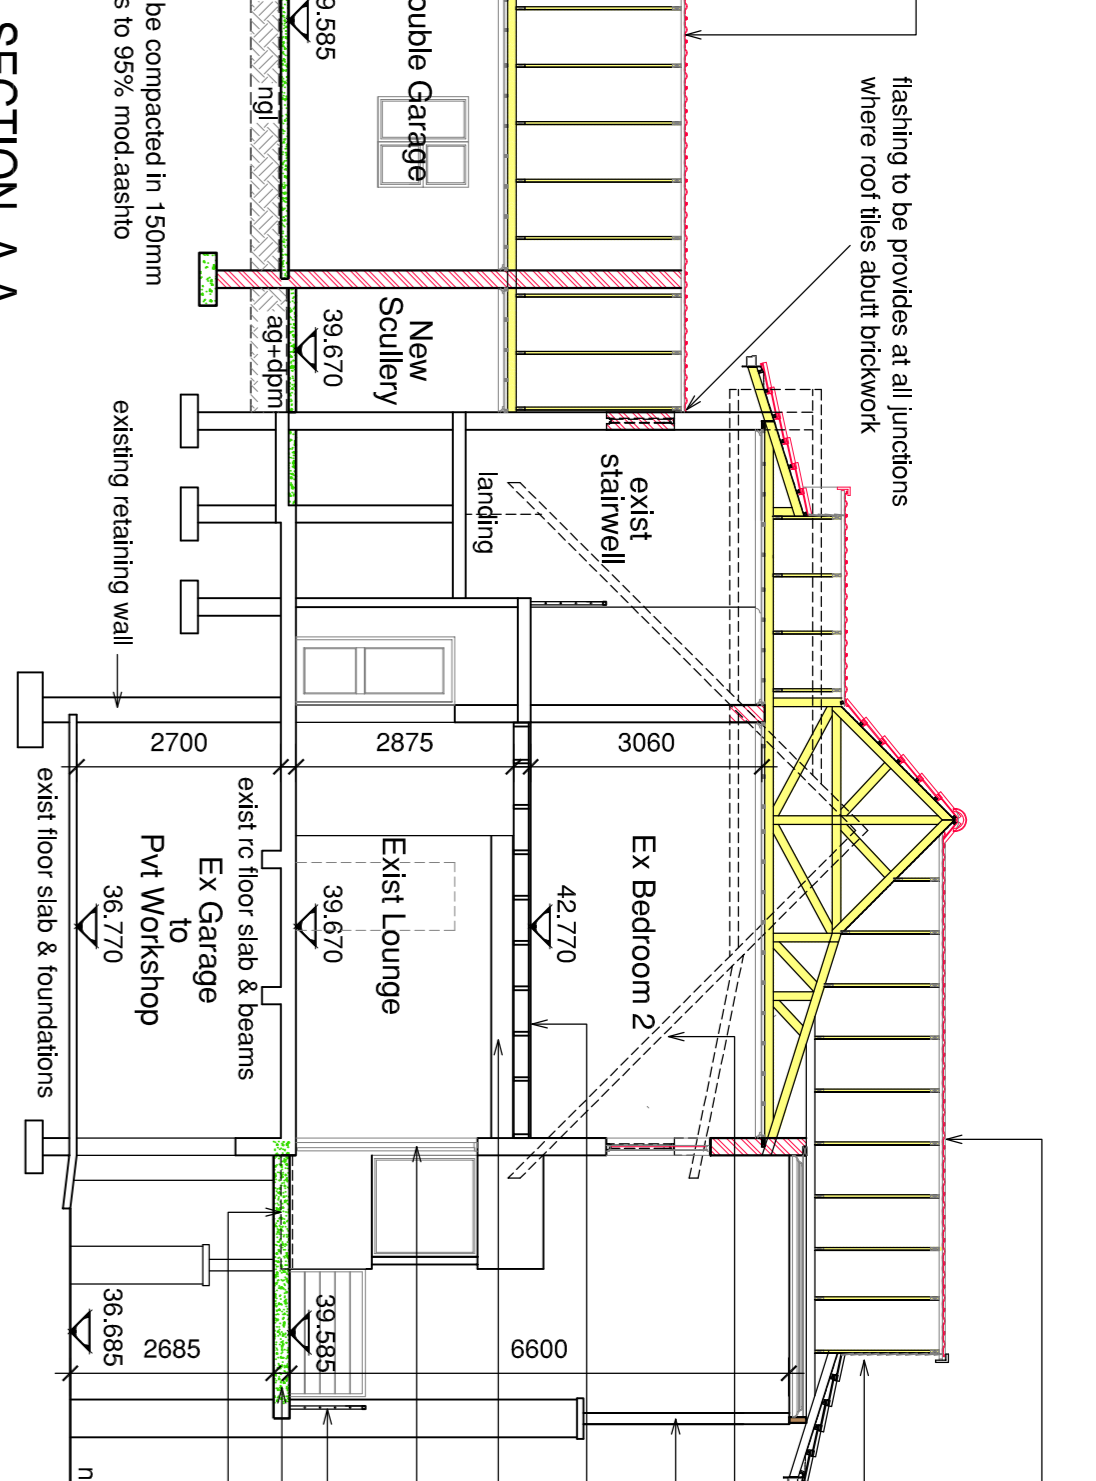 flashing to be provides at all junctions
where roof tiles abutt brickwork
ouble Garage
9.585
ngl
be compacted in 150mm
s to 95% mod.aashto
SECTION A-A
New
Scullery
39.670
ag+dpm
existing retaining wall
exist
stairwell
landing
2700
2875
3060
Ex Bedroom 2
42.770
Exist Lounge
39.670
exist rc floor slab & beams
Ex Garage
to
Pvt Workshop
36.770
exist floor slab & foundations
39.585
36.685
2685
6600
n